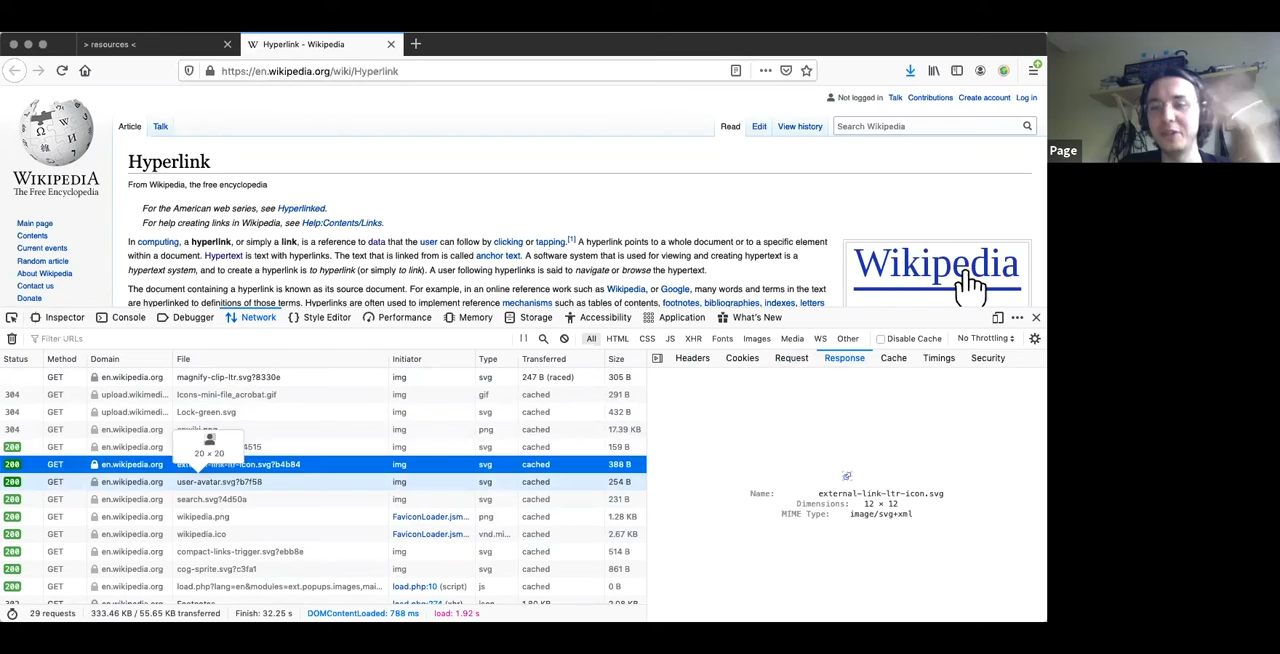 > resources <
Hyperlink - Wikipedia
https://en.wikipedia.org/wiki/Hyperlink
Page
Not logged in Talk Contributions Create account Log in
Article Talk Read Edit View history Search Wikipedia
WIKIPEDIA
The Free Encyclopedia
Main page
Contents
Current events
Random article
About Wikipedia
Contact us
Donate
Hyperlink
From Wikipedia, the free encyclopedia
For the American web series, see Hyperlinked.
For help creating links in Wikipedia, see Help:Contents/Links.
In computing, a hyperlink, or simply a link, is a reference to data that the user can follow by clicking or tapping.[1] A hyperlink points to a whole document or to a specific element
within a document. Hypertext is text with hyperlinks. The text that is linked from is called anchor text. A software system that is used for viewing and creating hypertext is a
hypertext system, and to create a hyperlink is to hyperlink (or simply to link). A user following hyperlinks is said to navigate or browse the hypertext.
The document containing a hyperlink is known as its source document. For example, in an online reference work such as Wikipedia, or Google, many words and terms in the text
are hyperlinked to definitions of those terms. Hyperlinks are often used to implement reference mechanisms such as tables of contents, footnotes, bibliographies, indexes, letters
Wikipedia
Inspector Console Debugger Network Style Editor Performance Memory Storage Accessibility Application What's New
Filter URLs All HTML CSS JS XHR Fonts Images Media WS Other Disable Cache No Throttling
Status Method Domain File Initiator Type Transferred Size
GET en.wikipedia.org magnify-clip-ltr.svg?8330e img svg 247 B (raced) 305 B
304 GET upload.wikimedi... Icons-mini-file_acrobat.gif img gif cached 291 B
304 GET upload.wikimedi... Lock-green.svg img svg cached 432 B
304 GET en.wikipedia.org img png cached 17.39 KB
200 GET en.wikipedia.org 4515 img svg cached 159 B
200 GET en.wikipedia.org link-ltr-icon.svg?b4b84 img svg cached 388 B
200 GET en.wikipedia.org user-avatar.svg?b7f58 img svg cached 254 B
200 GET en.wikipedia.org search.svg?4d50a img svg cached 231 B
200 GET en.wikipedia.org wikipedia.png FaviconLoader.jsm... png cached 1.28 KB
200 GET en.wikipedia.org wikipedia.ico FaviconLoader.jsm... vnd.mi... cached 2.67 KB
200 GET en.wikipedia.org compact-links-trigger.svg?ebb8e img svg cached 514 B
200 GET en.wikipedia.org cog-sprite.svg?c3fa1 img svg cached 861 B
200 GET en.wikipedia.org load.php?lang=en&modules=ext.popups.images,mai... load.php:10 (script) js cached 0 B
20 × 20
Headers Cookies Request Response Cache Timings Security
Name: external-link-ltr-icon.svg
Dimensions: 12 × 12
MIME Type: image/svg+xml
29 requests 333.46 KB / 55.65 KB transferred Finish: 32.25 s DOMContentLoaded: 788 ms load: 1.92 s